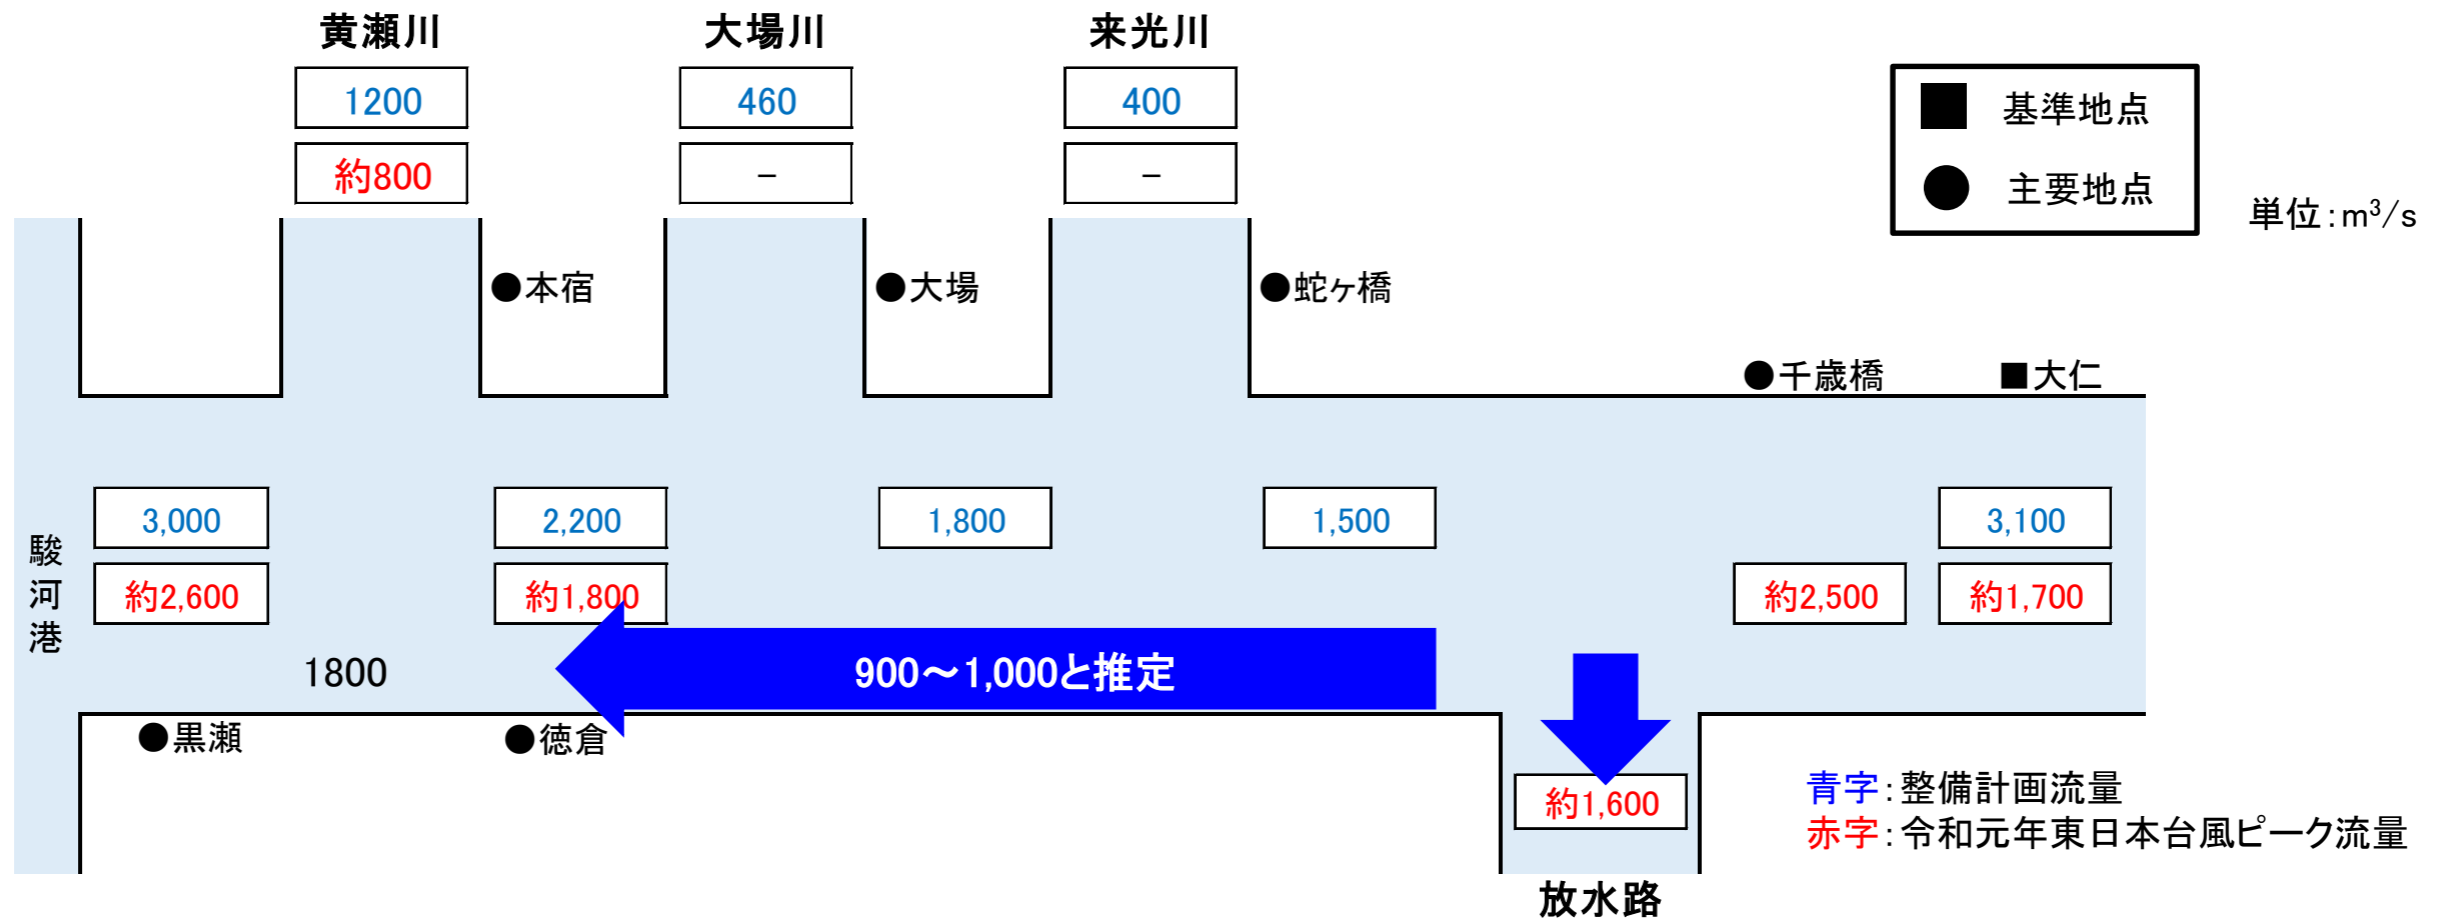 黄瀬川 大場川 来光川
1200 460 400
約800 － －
■ 基準地点
● 主要地点
単位：m³/s
●本宿 ●大場 ●蛇ヶ橋
●千歳橋 ■大仁
3,000 2,200 1,800 1,500 3,100
約2,600 約1,800 約2,500 約1,700
駿河港
1800 900～1,000と推定
●黒瀬 ●徳倉
約1,600
青字：整備計画流量
赤字：令和元年東日本台風ピーク流量
放水路